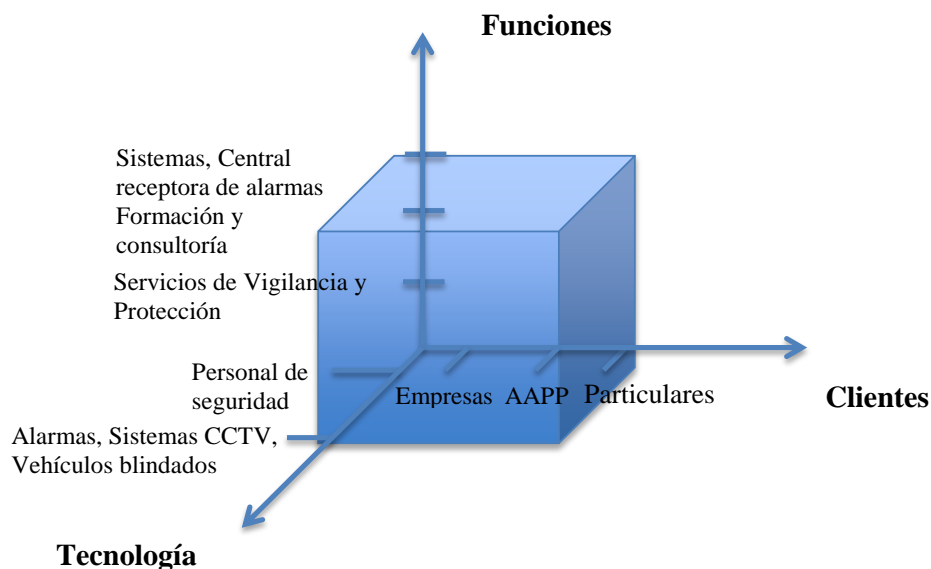 Funciones
Sistemas, Central
receptora de alarmas
Formación y
consultoría
Servicios de Vigilancia y
Protección
Personal de
seguridad
Empresas AAPP Particulares
Clientes
Alarmas, Sistemas CCTV,
Vehículos blindados
Tecnología